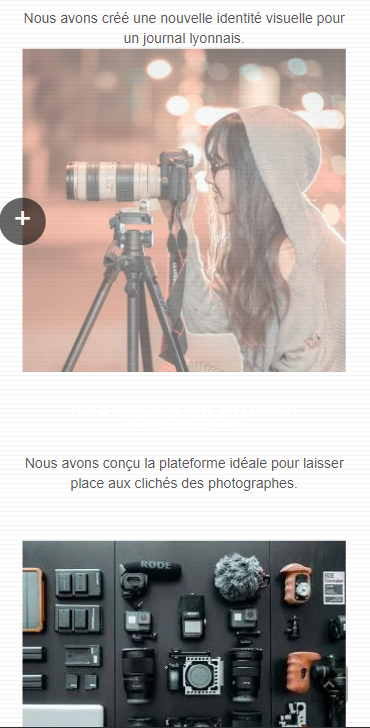 Nous avons créé une nouvelle identité visuelle pour
un journal lyonnais.
+
Nous avons conçu la plateforme idéale pour laisser
place aux clichés des photographes.
RODE